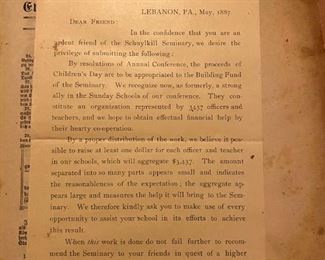 LEBANON, PA., May, 1887.
DEAR FRIEND:
In the confidence that you are an
ardent friend of the Schuylkill Seminary, we desire the
privilege of submitting the following:
By resolutions of Annual Conference, the proceeds
of Children's Day are to be appropriated to the Building Fund
of the Seminary. We recognize now, as formerly, a strong
ally in the Sunday Schools of our conference. They con-
stitute an organization represented by 3,437 officers and
teachers, and we hope to obtain effectual financial help by
their hearty co-operation.
By a proper distribution of the work, we believe it pos-
sible to raise at least one dollar for each officer and teacher
in our schools, which will aggregate $3,437. The amount
separated into so many parts appears small and indicates
the reasonableness of the expectation; the aggregate ap-
pears large and measures the help it will bring to the Sem-
inary. We therefore kindly ask you to make use of every
opportunity to assist your school in its efforts to achieve
this result.
When this work is done do not fail further to recom-
mend the Seminary to your friends in quest of a higher